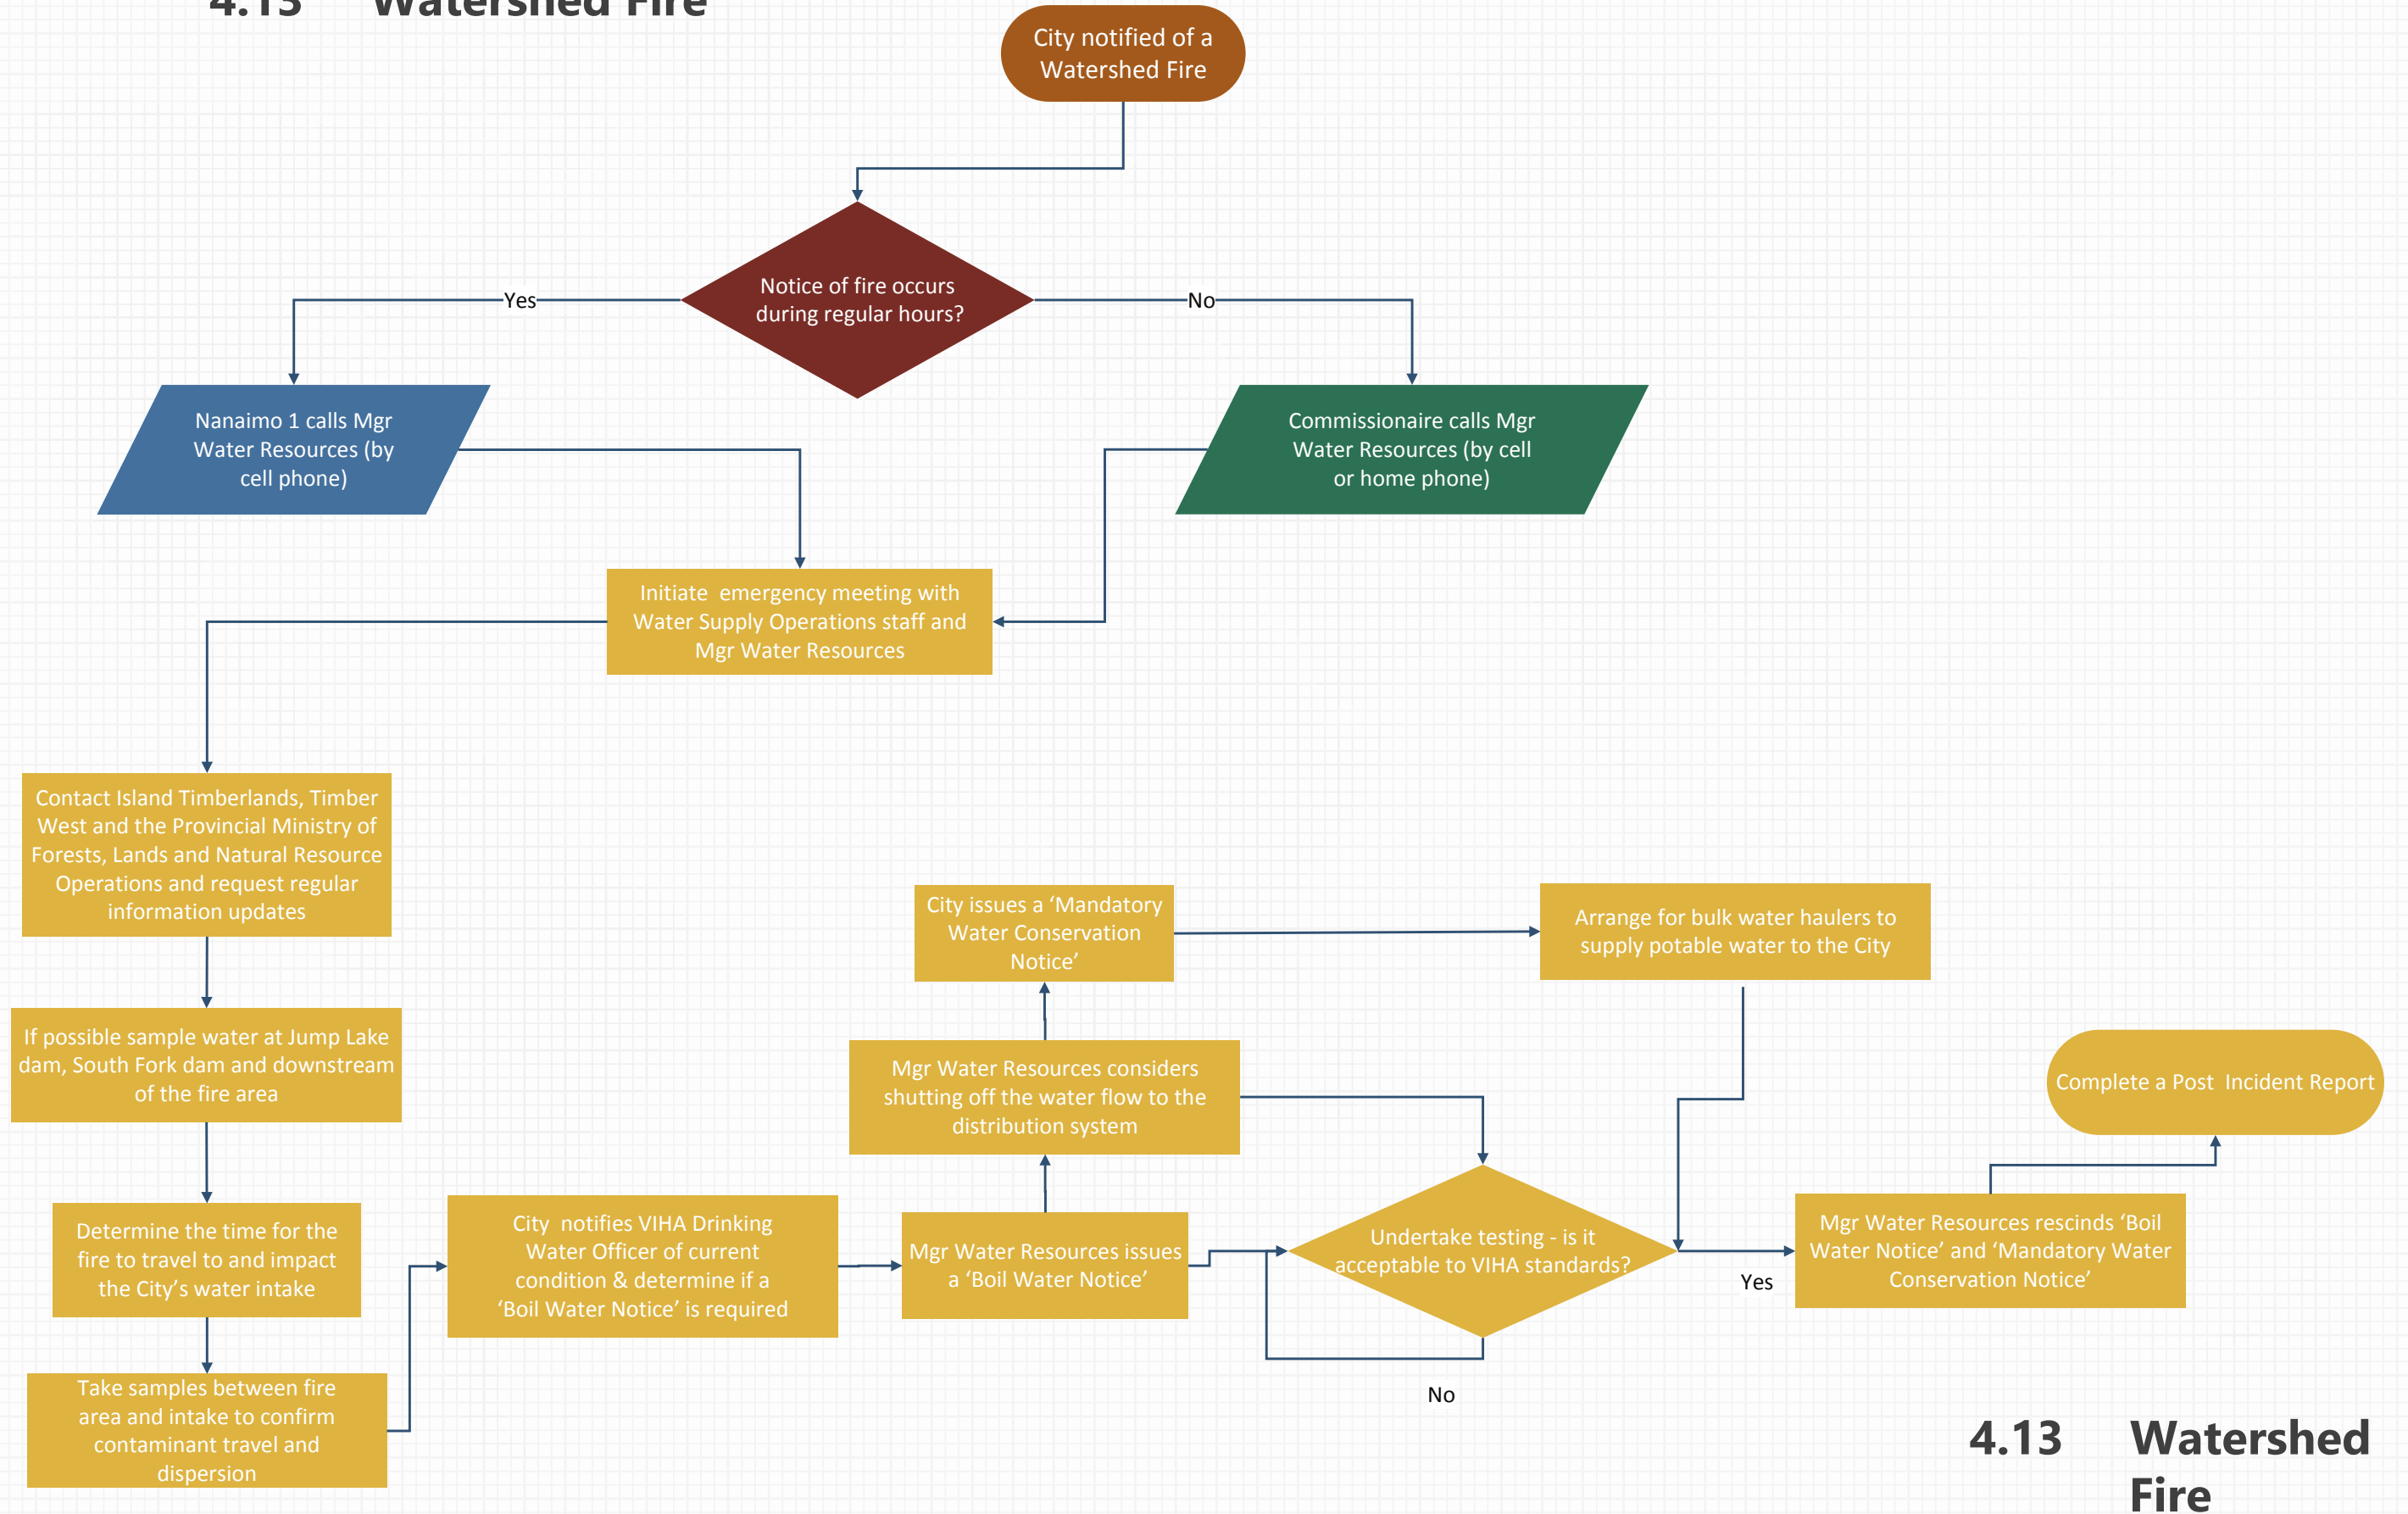 4.13 Watershed Fire
City notified of a
Watershed Fire
Notice of fire occurs
during regular hours?
Yes
No
Nanaimo 1 calls Mgr
Water Resources (by
cell phone)
Commissionaire calls Mgr
Water Resources (by cell
or home phone)
Initiate emergency meeting with
Water Supply Operations staff and
Mgr Water Resources
Contact Island Timberlands, Timber
West and the Provincial Ministry of
Forests, Lands and Natural Resource
Operations and request regular
information updates
If possible sample water at Jump Lake
dam, South Fork dam and downstream
of the fire area
Determine the time for the
fire to travel to and impact
the City’s water intake
Take samples between fire
area and intake to confirm
contaminant travel and
dispersion
City notifies VIHA Drinking
Water Officer of current
condition & determine if a
‘Boil Water Notice’ is required
Mgr Water Resources issues
a ‘Boil Water Notice’
Mgr Water Resources considers
shutting off the water flow to the
distribution system
City issues a ‘Mandatory
Water Conservation
Notice’
Arrange for bulk water haulers to
supply potable water to the City
Undertake testing - is it
acceptable to VIHA standards?
Yes
No
Mgr Water Resources rescinds ‘Boil
Water Notice’ and ‘Mandatory Water
Conservation Notice’
Complete a Post Incident Report
4.13 Watershed
Fire